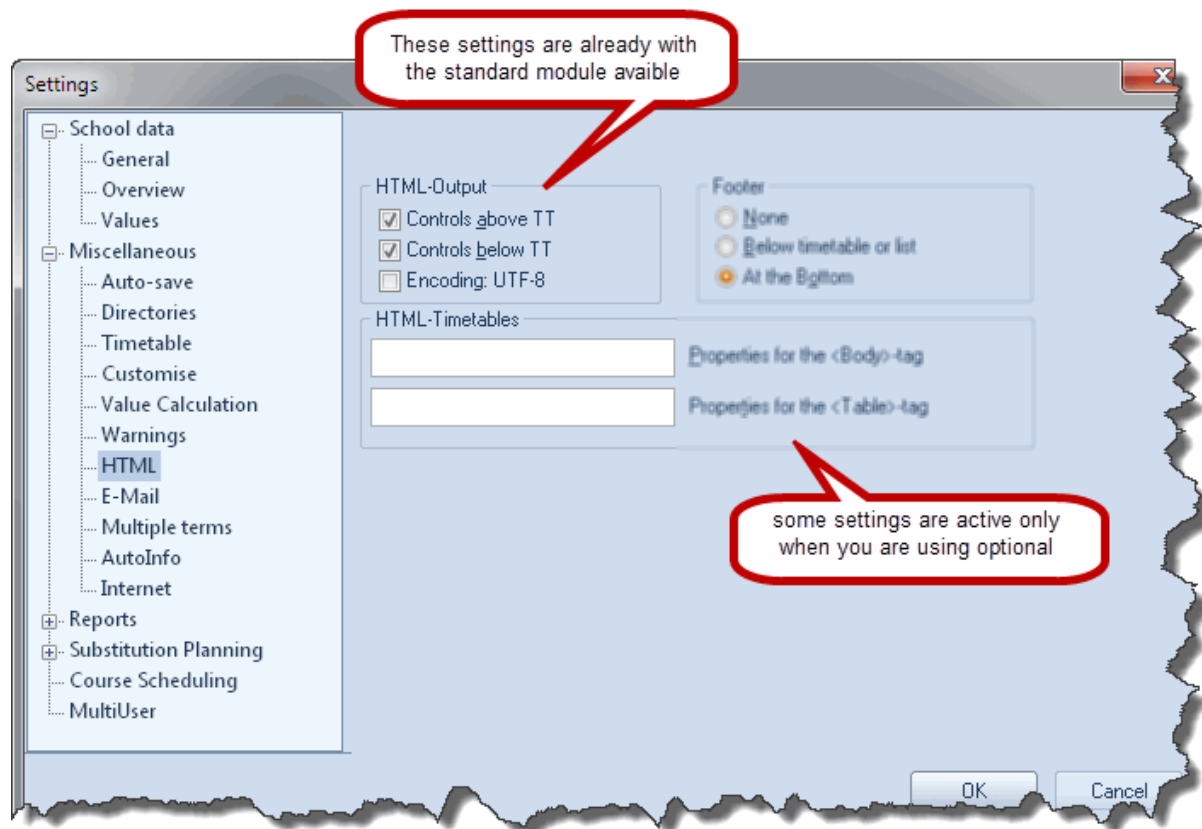 These settings are already with
the standard module avaible
Settings
School data
General
Overview
Values
Miscellaneous
Auto-save
Directories
Timetable
Customise
Value Calculation
Warnings
HTML
E-Mail
Multiple terms
AutoInfo
Internet
Reports
Substitution Planning
Course Scheduling
MultiUser
HTML-Output
Controls above TT
Controls below TT
Encoding: UTF-8
Footer
None
Below timetable or list
At the Bottom
HTML-Timetables
Properties for the <Body>-tag
Properties for the <Table>-tag
some settings are active only
when you are using optional
OK
Cancel